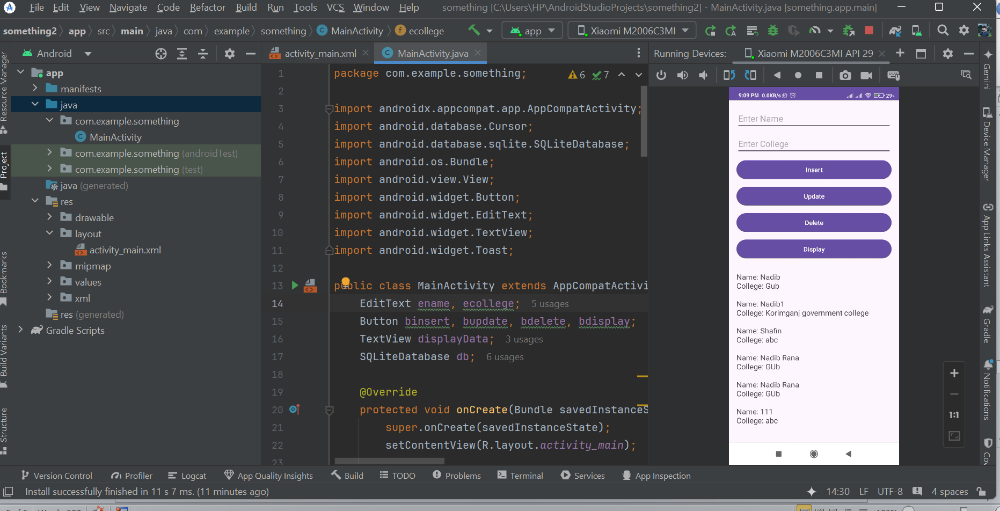 File Edit View Navigate Code Refactor Build Run Tools VCS Window Help something [C:\Users\HP\AndroidStudioProjects\something2] - MainActivity.java [something.app.main]
something2 app src main java com example something MainActivity ecollege app Xiaomi M2006C3MI
Android
activity_main.xml MainActivity.java
Running Devices: Xiaomi M2006C3MI API 29
Resource Manager
Project
Bookmarks
Build Variants
Structure
app
manifests
java
com.example.something
MainActivity
com.example.something (androidTest)
com.example.something (test)
java (generated)
res
drawable
layout
activity_main.xml
mipmap
values
xml
res (generated)
Gradle Scripts
6 7
1 package com.example.something;
2
3 import androidx.appcompat.app.AppCompatActivity;
4 import android.database.Cursor;
5 import android.database.sqlite.SQLiteDatabase;
6 import android.os.Bundle;
7 import android.view.View;
8 import android.widget.Button;
9 import android.widget.EditText;
10 import android.widget.TextView;
11 import android.widget.Toast;
12
13 public class MainActivity extends AppCompatActivi
14 EditText ename, ecollege; 5 usages
15 Button binsert, bupdate, bdelete, bdisplay;
16 TextView displayData; 3 usages
17 SQLiteDatabase db; 6 usages
18
19 @Override
20 protected void onCreate(Bundle savedInstanceS
21 super.onCreate(savedInstanceState);
22 setContentView(R.layout.activity_main);
23
9:09 PM 0.0KB/s 29%
Enter Name
Enter College
Insert
Update
Delete
Display
Name: Nadib
College: Gub
Name: Nadib1
College: Korimganj government college
Name: Shafin
College: abc
Name: Nadib Rana
College: GUb
Name: Nadib Rana
College: GUb
Name: 111
College: abc
1:1
Gemini
Device Manager
App Links Assistant
Gradle
Notifications
Cov
Version Control Profiler Logcat App Quality Insights Build TODO Problems Terminal Services App Inspection
Install successfully finished in 11 s 7 ms. (11 minutes ago) 14:30 LF UTF-8 4 spaces